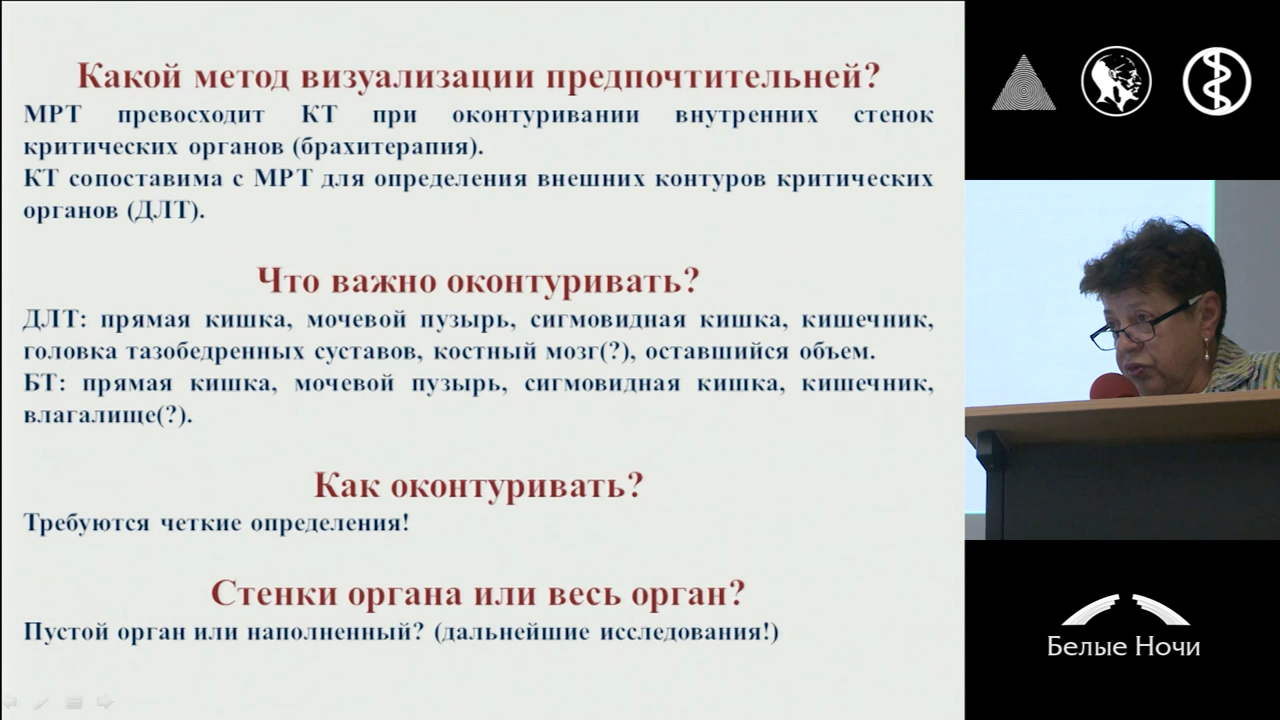 Какой метод визуализации предпочтительней?
МРТ превосходит КТ при оконтуривании внутренних стенок
критических органов (брахитерапия).
КТ сопоставима с МРТ для определения внешних контуров критических
органов (ДЛТ).
Что важно оконтуривать?
ДЛТ: прямая кишка, мочевой пузырь, сигмовидная кишка, кишечник,
головка тазобедренных суставов, костный мозг(?), оставшийся объем.
БТ: прямая кишка, мочевой пузырь, сигмовидная кишка, кишечник,
влагалище(?).
Как оконтуривать?
Требуются четкие определения!
Стенки органа или весь орган?
Пустой орган или наполненный? (дальнейшие исследования!)
Белые Ночи